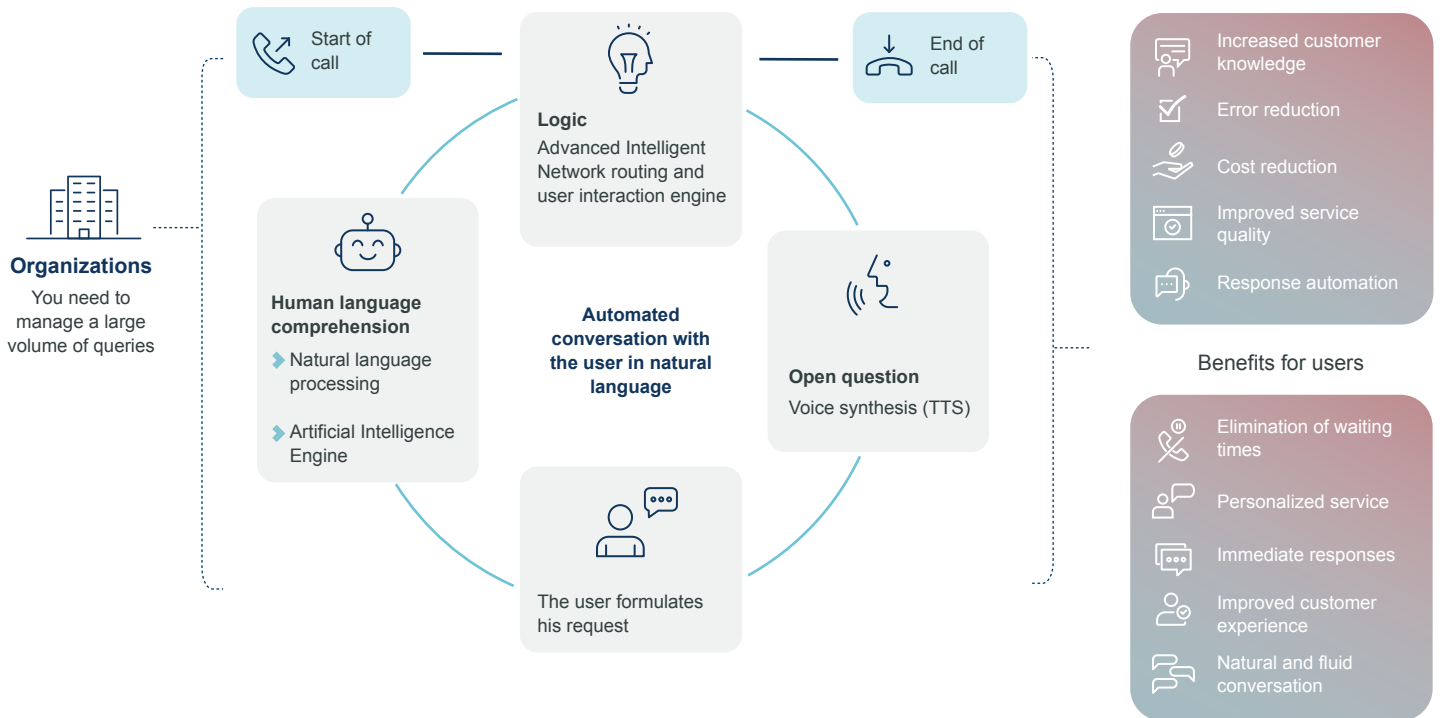 Organizations
You need to
manage a large
volume of queries
Start of
call
Logic
Advanced Intelligent
Network routing and
user interaction engine
End of
call
Human language
comprehension
Natural language
processing
Artificial Intelligence
Engine
Automated
conversation with
the user in natural
language
Open question
Voice synthesis (TTS)
The user formulates
his request
Increased customer
knowledge
Error reduction
Cost reduction
Improved service
quality
Response automation
Benefits for users
Elimination of waiting
times
Personalized service
Immediate responses
Improved customer
experience
Natural and fluid
conversation